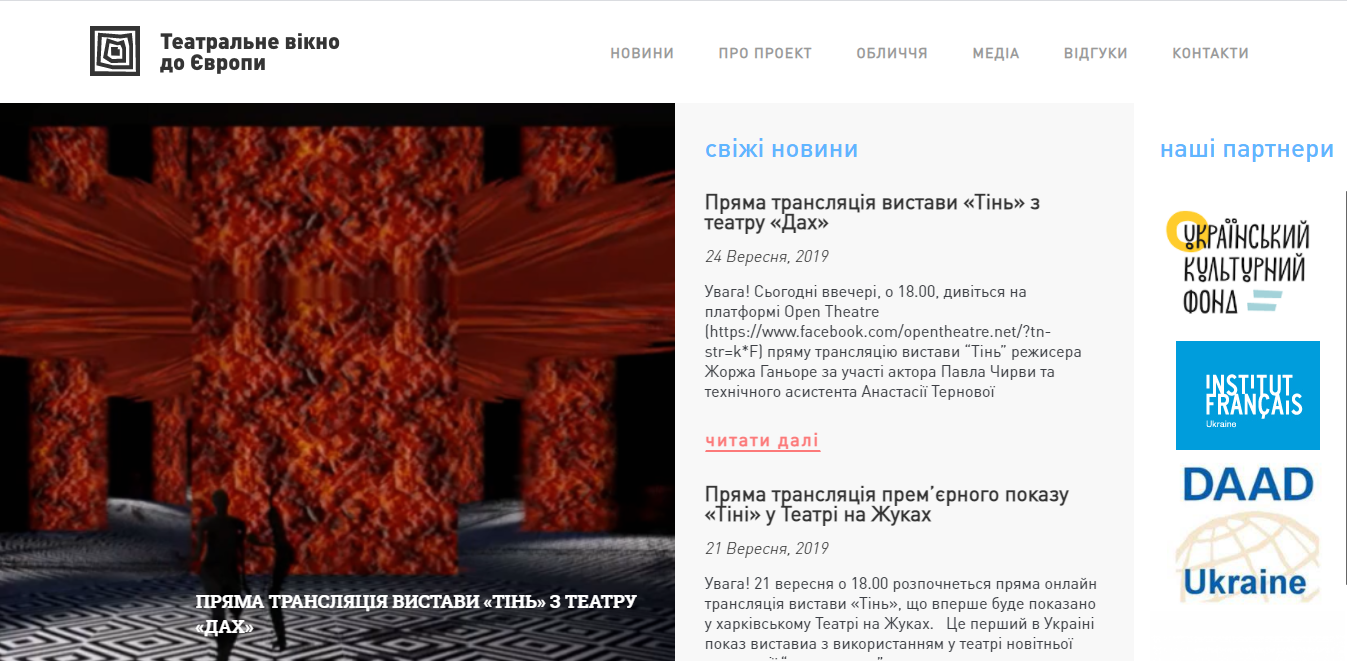 Театральне вікно
до Європи
НОВИНИ
ПРО ПРОЕКТ
ОБЛИЧЧЯ
МЕДІА
ВІДГУКИ
КОНТАКТИ
ПРЯМА ТРАНСЛЯЦІЯ ВИСТАВИ «ТІНЬ» З ТЕАТРУ
«ДАХ»
свіжі новини
Пряма трансляція вистави «Тінь» з
театру «Дах»
24 Вересня, 2019
Увага! Сьогодні ввечері, о 18.00, дивіться на
платформі Open Theatre
(https://www.facebook.com/opentheatre.net/?tn-
str=k*F) пряму трансляцію вистави “Тінь” режисера
Жоржа Ганьоре за участі актора Павла Чирви та
технічного асистента Анастасії Тернової
читати далі
Пряма трансляція прем’єрного показу
«Тіні» у Театрі на Жуках
21 Вересня, 2019
Увага! 21 вересня о 18.00 розпочнеться пряма онлайн
трансляція вистави «Тінь», що вперше буде показано
у харківському Театрі на Жуках. Це перший в Україні
показ виставиа з використанням у театрі новітньої
наші партнери
УКРАЇНСЬКИЙ
КУЛЬТУРНИЙ
ФОНД
INSTITUT
FRANÇAIS
Ukraine
DAAD
Ukraine